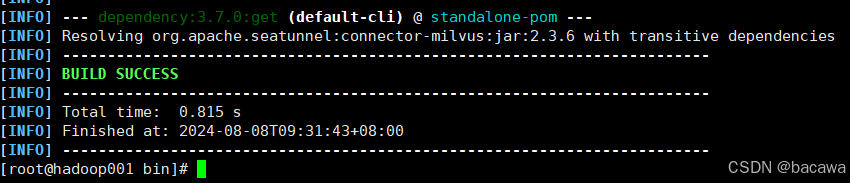 [INFO]
[INFO] --- dependency:3.7.0:get (default-cli) @ standalone-pom ---
[INFO] Resolving org.apache.seatunnel:connector-milvus:jar:2.3.6 with transitive dependencies
[INFO] ------------------------------------------------------------------------
[INFO] BUILD SUCCESS
[INFO] ------------------------------------------------------------------------
[INFO] Total time:  0.815 s
[INFO] Finished at: 2024-08-08T09:31:43+08:00
[INFO] ------------------------------------------------------------------------
[root@hadoop001 bin]#
CSDN @bacawa